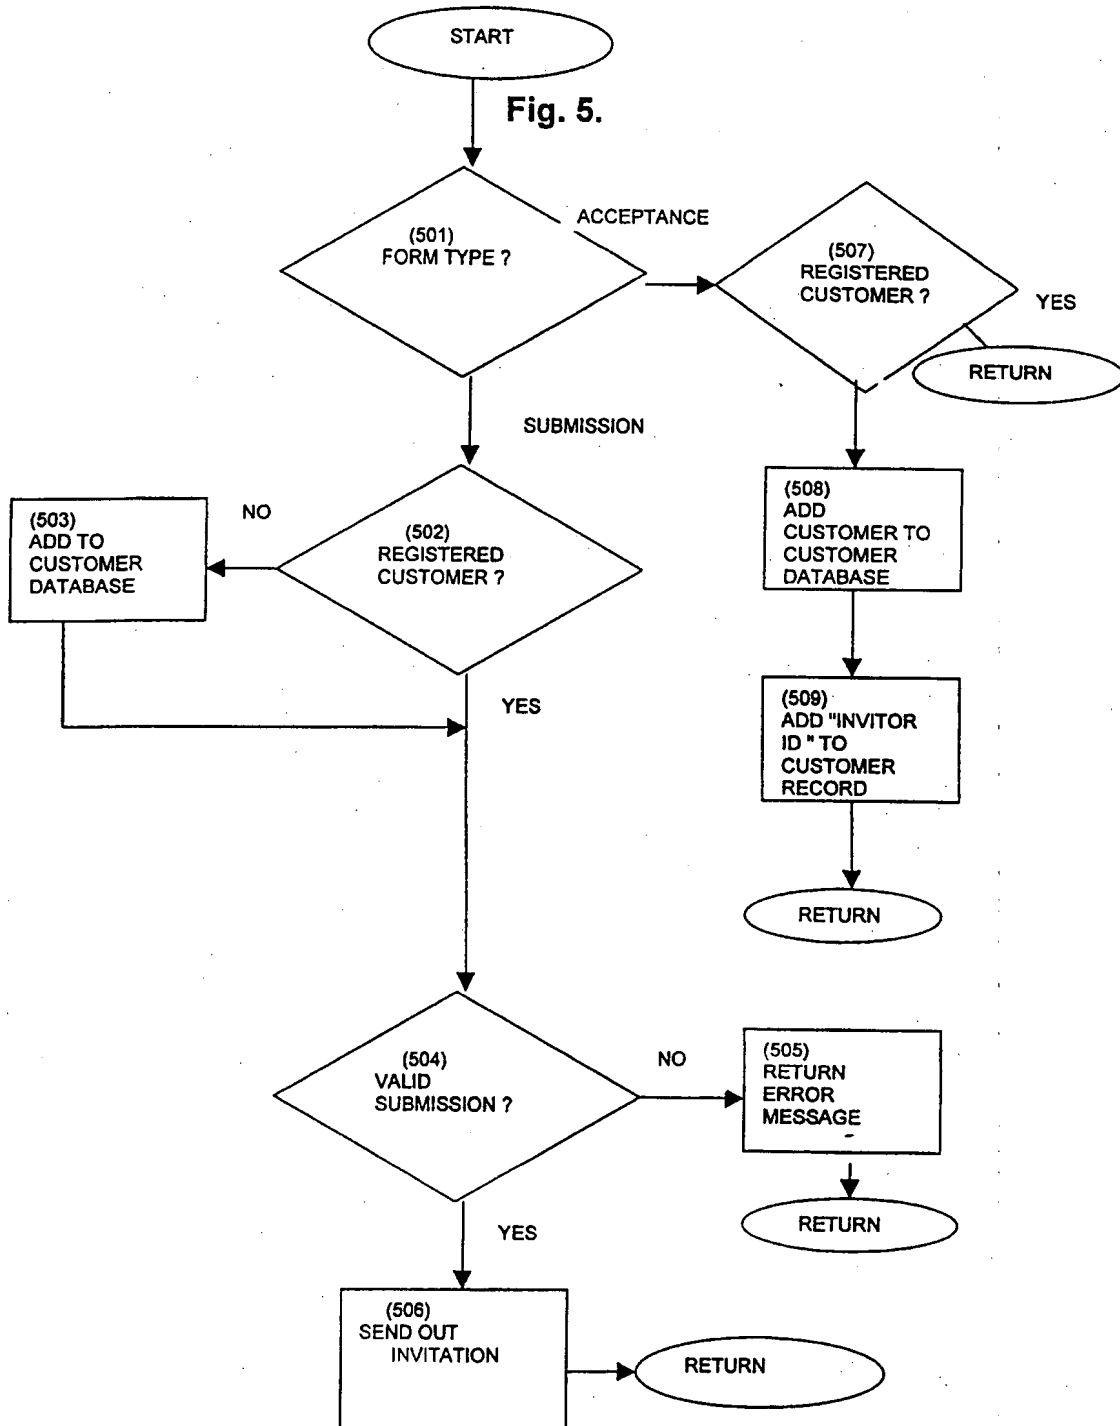 START
Fig. 5.
ACCEPTANCE
(501)
FORM TYPE ?
(507)
REGISTERED
CUSTOMER ?
YES
RETURN
SUBMISSION
(508)
ADD
CUSTOMER TO
CUSTOMER
DATABASE
(503)
ADD TO
CUSTOMER
DATABASE
NO
(502)
REGISTERED
CUSTOMER ?
YES
(509)
ADD "INVITOR
ID " TO
CUSTOMER
RECORD
RETURN
(504)
VALID
SUBMISSION ?
NO
(505)
RETURN
ERROR
MESSAGE
RETURN
YES
(506)
SEND OUT
INVITATION
RETURN